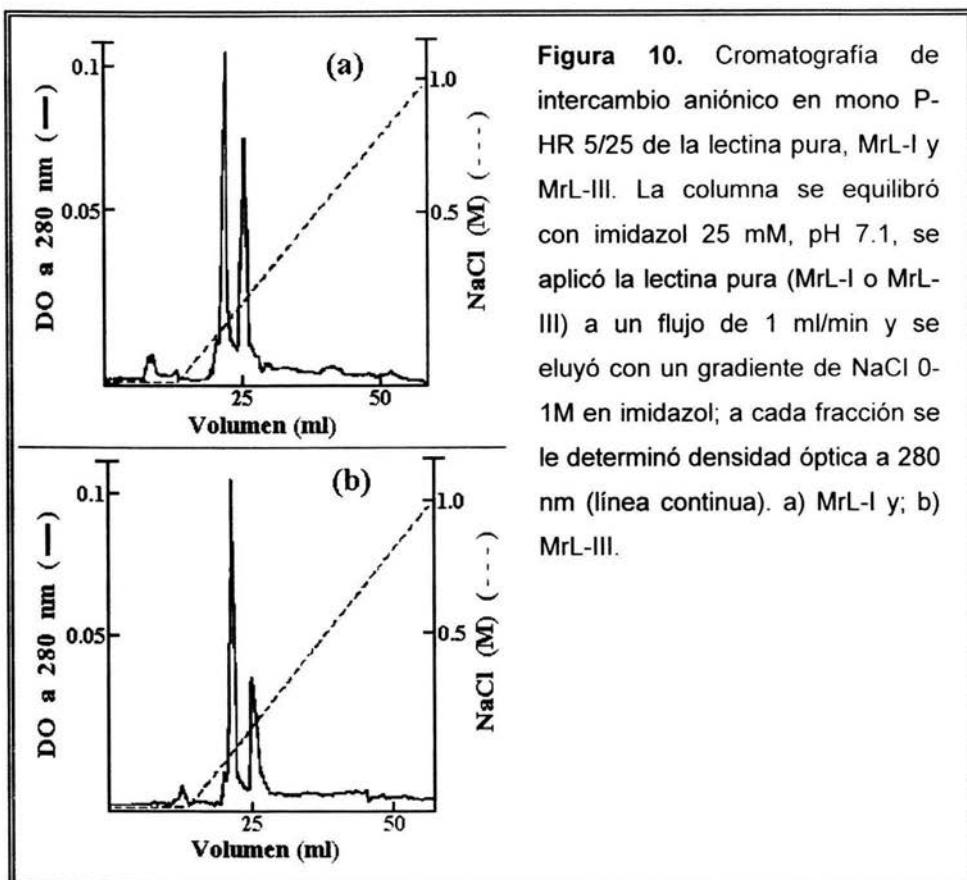 (a)
0.1
0.05
DO a 280 nm (—)
1.0
0.5
NaCl (M) (- - - -)
25
50
Volumen (ml)
(b)
0.1
0.05
DO a 280 nm (—)
1.0
0.5
NaCl (M) (- - - -)
25
50
Volumen (ml)
Figura 10. Cromatografía de
intercambio aniónico en mono P-
HR 5/25 de la lectina pura, MrL-I y
MrL-III. La columna se equilibró
con imidazol 25 mM, pH 7.1, se
aplicó la lectina pura (MrL-I o MrL-
III) a un flujo de 1 ml/min y se
eluyó con un gradiente de NaCl 0-
1M en imidazol; a cada fracción se
le determinó densidad óptica a 280
nm (línea continua). a) MrL-I y; b)
MrL-III.